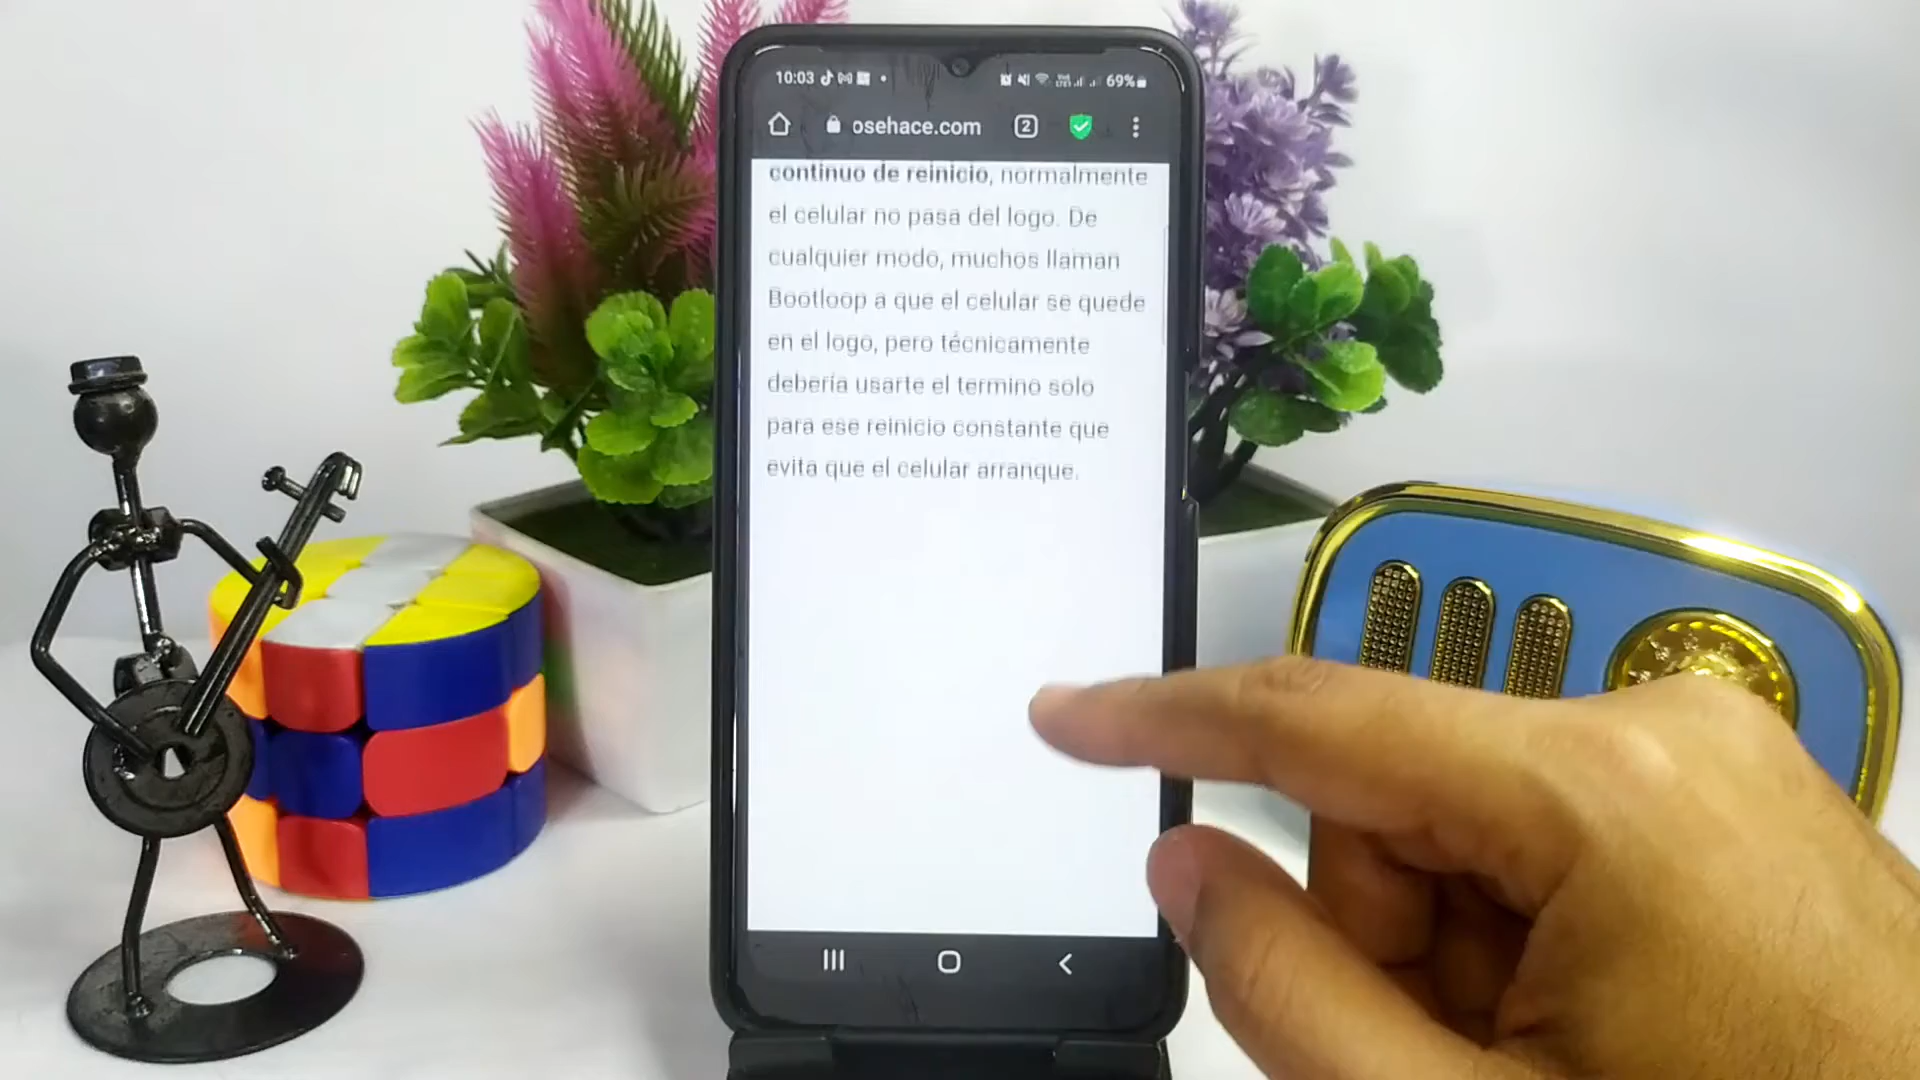 10:03
69%
osehace.com
2
continuo de reinicio, normalmente
el celular no pasa del logo. De
cualquier modo, muchos llaman
Bootloop a que el celular se quede
en el logo, pero técnicamente
debería usarte el termino solo
para ese reinicio constante que
evita que el celular arranque.